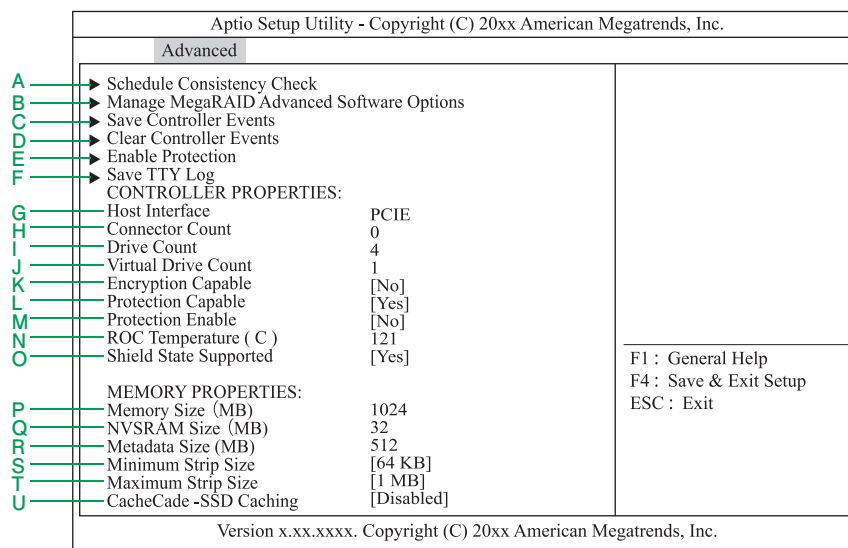 Aptio Setup Utility - Copyright (C) 20xx American Megatrends, Inc.
Advanced
A ▶ Schedule Consistency Check
B ▶ Manage MegaRAID Advanced Software Options
C ▶ Save Controller Events
D ▶ Clear Controller Events
E ▶ Enable Protection
F ▶ Save TTY Log
CONTROLLER PROPERTIES:
G Host Interface PCIE
H Connector Count 0
I Drive Count 4
J Virtual Drive Count 1
K Encryption Capable [No]
L Protection Capable [Yes]
M Protection Enable [No]
N ROC Temperature ( C ) 121
O Shield State Supported [Yes]
MEMORY PROPERTIES:
P Memory Size (MB) 1024
Q NVSRAM Size (MB) 32
R Metadata Size (MB) 512
S Minimum Strip Size [64 KB]
T Maximum Strip Size [1 MB]
U CacheCade -SSD Caching [Disabled]
F1 : General Help
F4 : Save & Exit Setup
ESC : Exit
Version x.xx.xxxx. Copyright (C) 20xx American Megatrends, Inc.